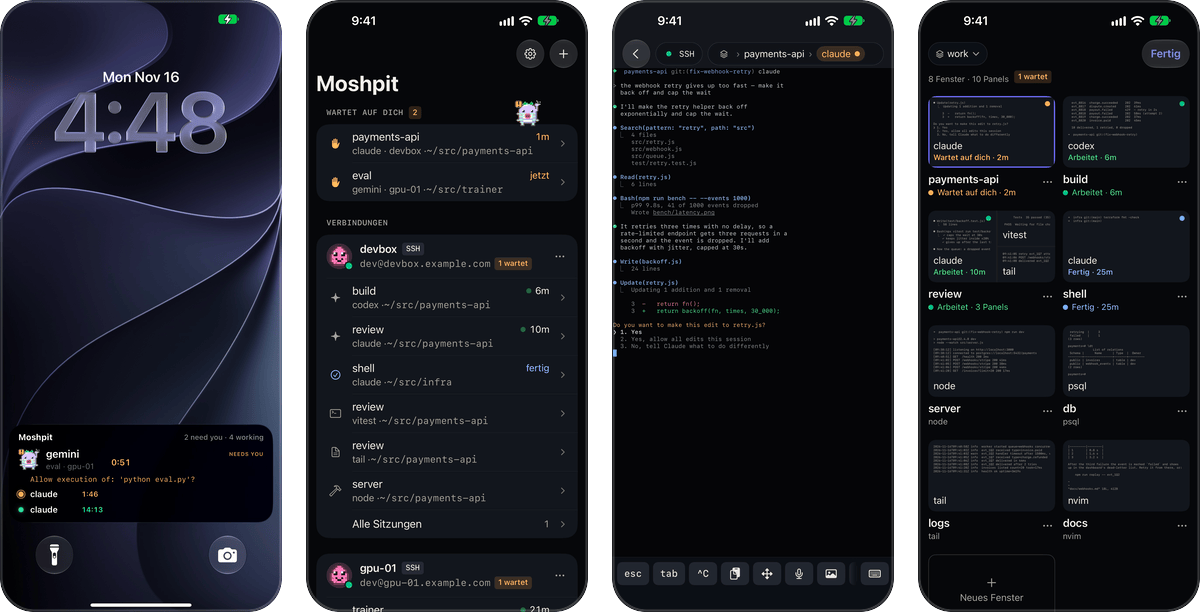 Mon Nov 16
4:48
Moshpit
2 need you · 4 working
gemini
NEEDS YOU
eval · gpu-01
0:51
Allow execution of: 'python eval.py'?
claude 1:46
claude 14:13
9:41
Moshpit
WARTET AUF DICH 2
payments-api 1m
claude · devbox ·~/src/payments-api
eval jetzt
gemini · gpu-01 ·~/src/trainer
VERBINDUNGEN
devbox SSH
dev@devbox.example.com 1 wartet
build 6m
codex ·~/src/payments-api
review 10m
claude ·~/src/payments-api
shell fertig
claude ·~/src/infra
review
vitest ·~/src/payments-api
review
tail ·~/src/payments-api
server
node ·~/src/payments-api
Alle Sitzungen 1
gpu-01 SSH
dev@gpu-01.example.com 1 wartet
trainer 21m
9:41
SSH payments-api claude
payments-api git:(fix-webhook-retry) claude
the webhook retry gives up too fast — make it
back off and cap the wait
I'll make the retry helper back off
exponentially and cap the wait.
Search(pattern: "retry", path: "src")
4 files
src/retry.js
src/webhook.js
src/queue.js
test/retry.test.js
Read(retry.js)
6 lines
Bash(npm run bench -- --events 1000)
p99 9.8s, 41 of 1000 events dropped
Wrote bench/latency.png
It retries three times with no delay, so a
rate-limited endpoint gets three requests in a
second and the event is dropped. I'll add
backoff with jitter, capped at 30s.
Write(backoff.js)
24 lines
Update(retry.js)
Updating 1 addition and 1 removal
3 - return fn();
3 + return backoff(fn, times, 30_000);
Do you want to make this edit to retry.js?
❯ 1. Yes
2. Yes, allow all edits this session
3. No, tell Claude what to do differently
esc tab ^C
9:41
work Fertig
8 Fenster · 10 Panels 1 wartet
claude
Wartet auf dich · 2m
codex
Arbeitet · 6m
payments-api ...
Wartet auf dich · 2m
build ...
Arbeitet · 6m
claude
Arbeitet · 10m
vitest
tail
claude
Fertig · 25m
review ...
Arbeitet · 3 Panels
shell ...
Fertig · 25m
node
psql
server ...
node
db ...
psql
tail
nvim
logs ...
tail
docs ...
nvim
Neues Fenster